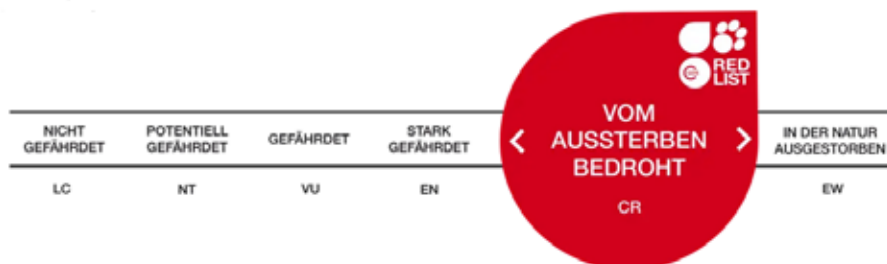 RED
LIST
NICHT
GEFÄHRDET
LC
POTENTIELL
GEFÄHRDET
NT
GEFÄHRDET
VU
STARK
GEFÄHRDET
EN
< VOM
AUSSTERBEN
BEDROHT >
CR
IN DER NATUR
AUSGESTORBEN
EW